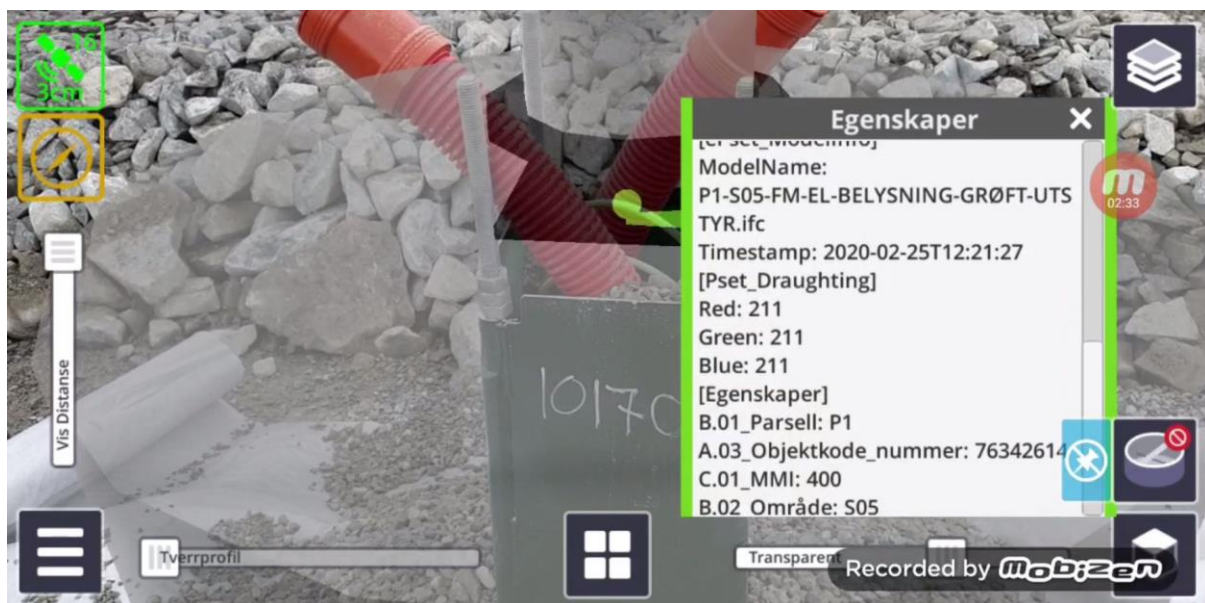 16
3cm
Vis Distanse
10170
Egenskaper
[ePset_ModelInfo]
ModelName:
P1-S05-FM-EL-BELYSNING-GRØFT-UTS
TYR.ifc
Timestamp: 2020-02-25T12:21:27
[Pset_Draughting]
Red: 211
Green: 211
Blue: 211
[Egenskaper]
B.01_Parsell: P1
A.03_Objektkode_nummer: 76342614
C.01_MMI: 400
B.02_Område: S05
02:33
Tverrprofil
Transparent
Recorded by mobizen